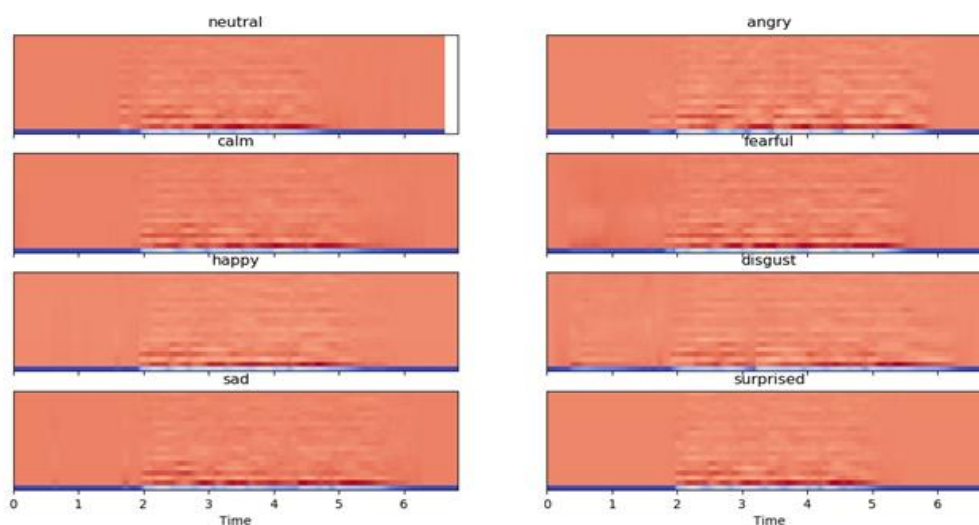 neutral
angry
calm
fearful
happy
disgust
sad
surprised
0 1 2 3 4 5 6
Time
0 1 2 3 4 5 6
Time